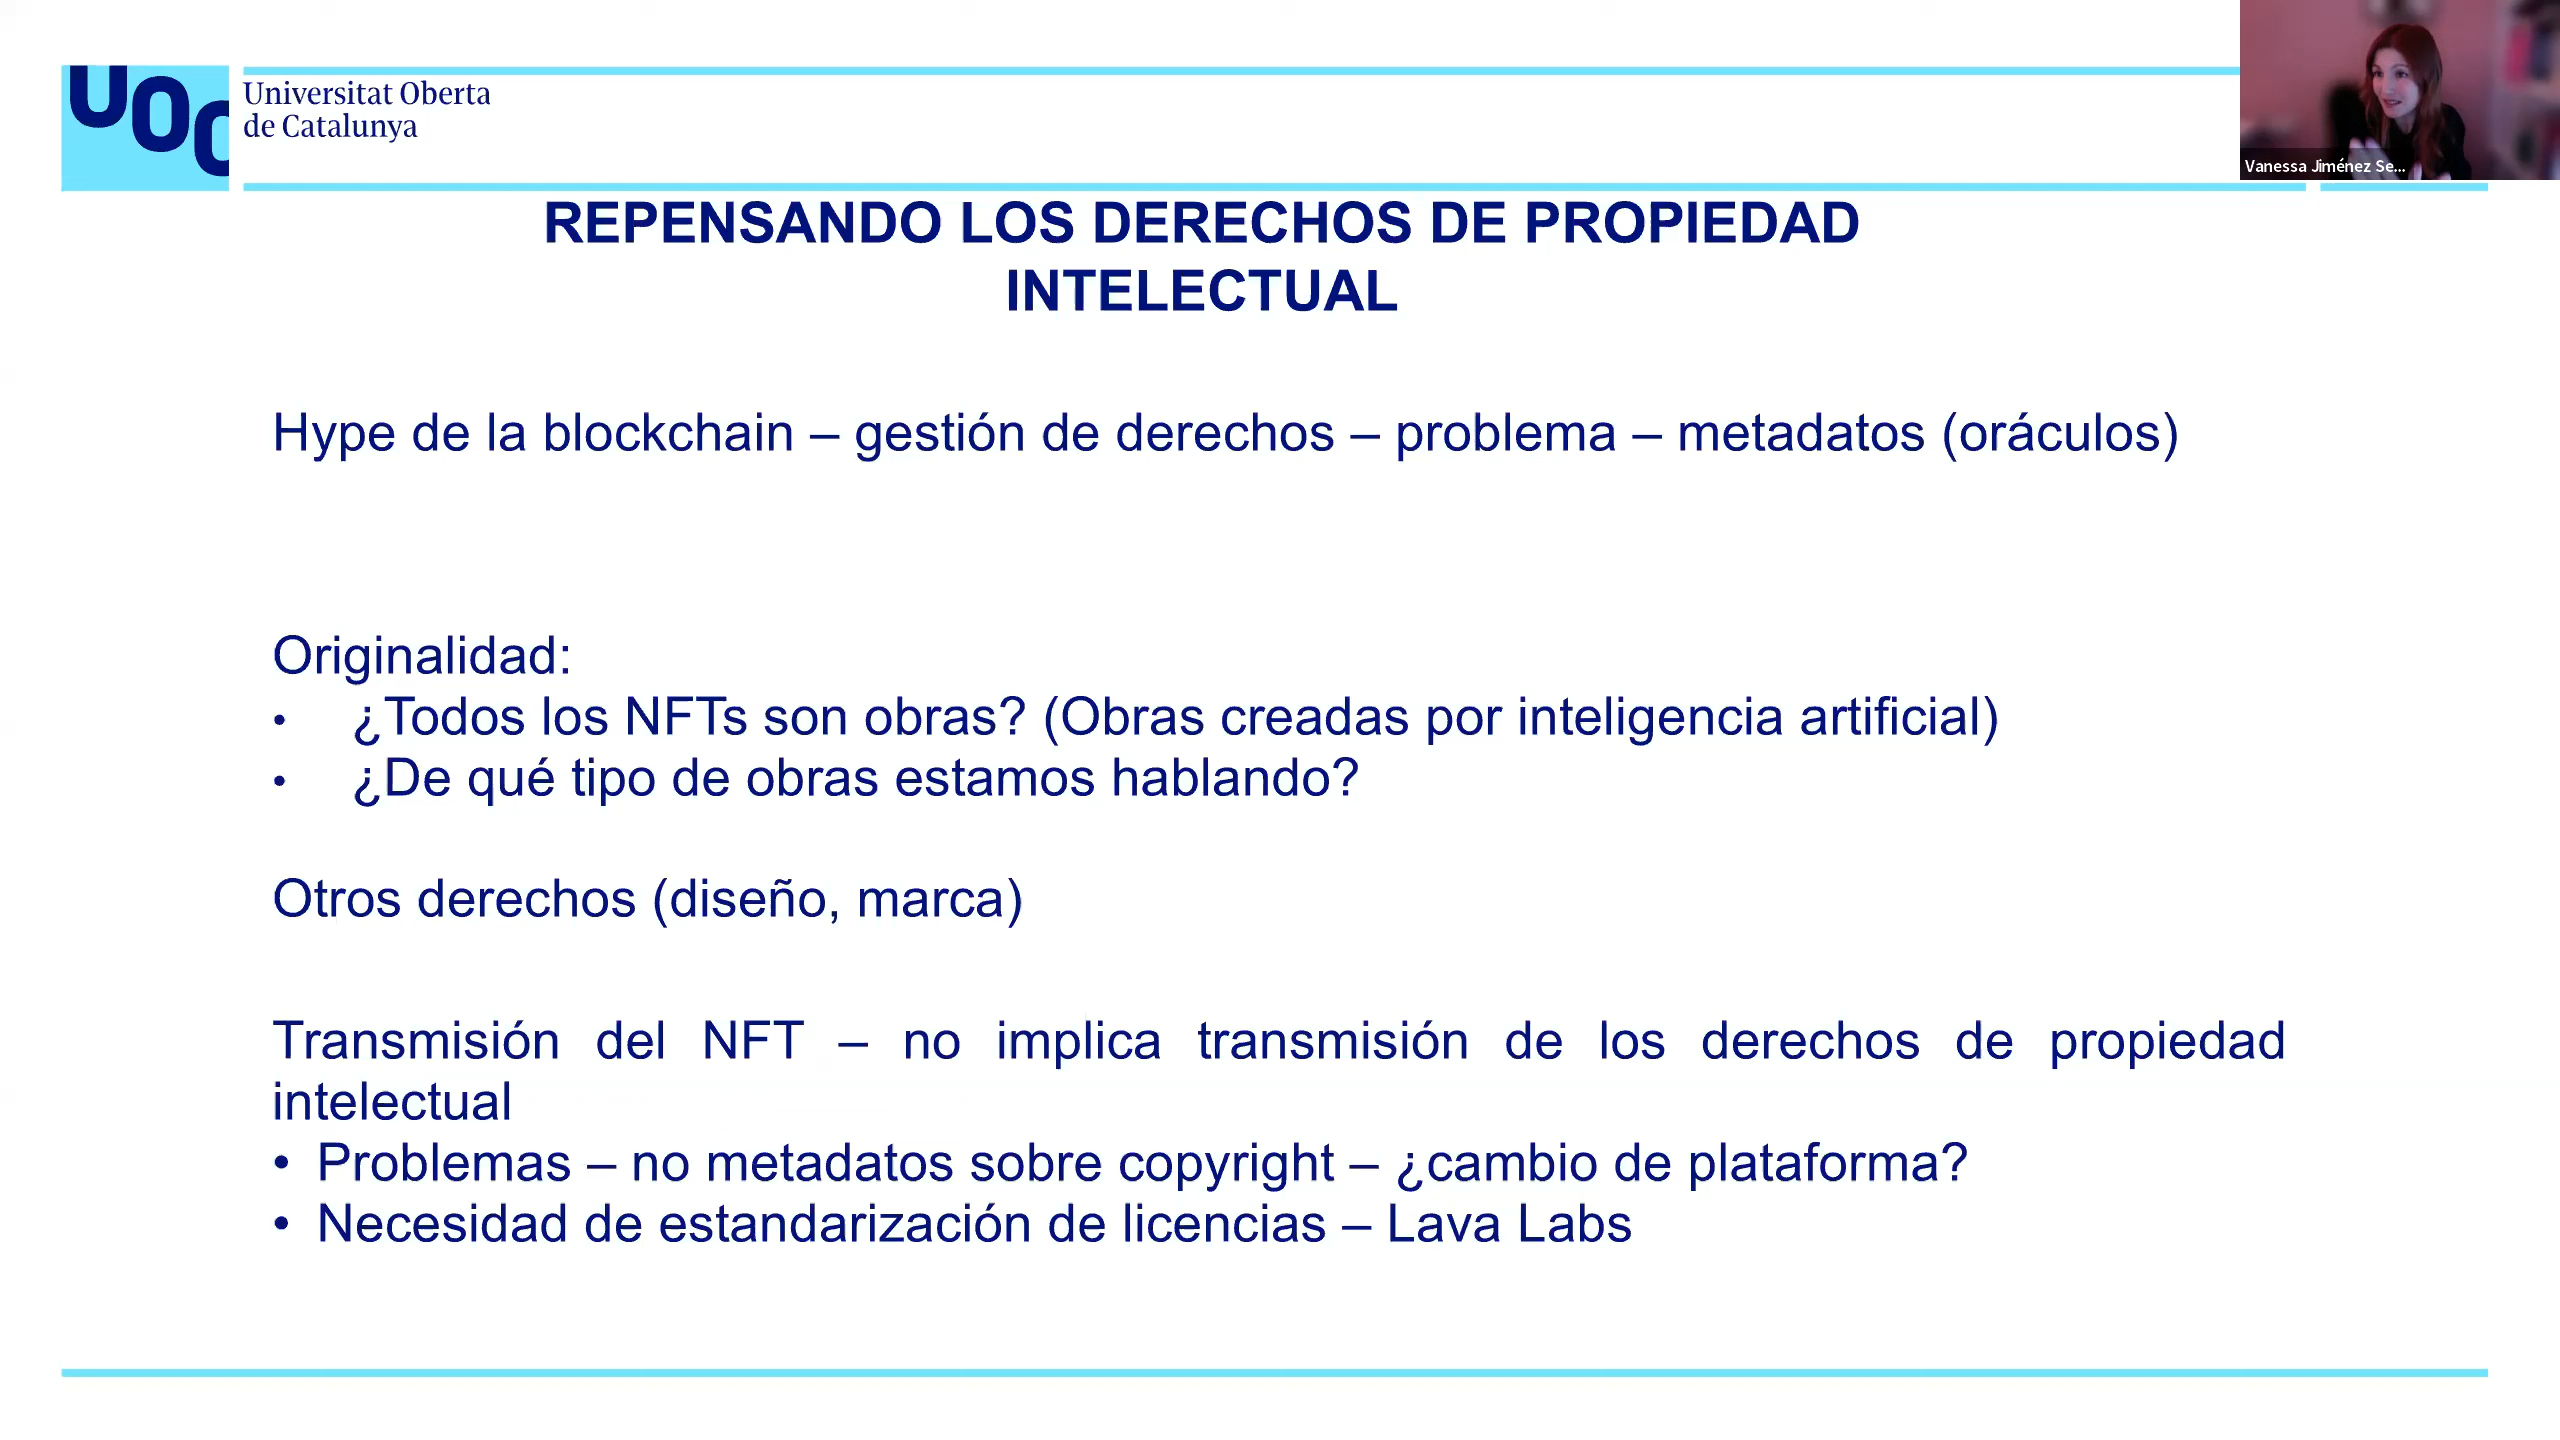 UOC
Universitat Oberta
de Catalunya
Vanessa Jiménez Se...
REPENSANDO LOS DERECHOS DE PROPIEDAD
INTELECTUAL
Hype de la blockchain – gestión de derechos – problema – metadatos (oráculos)
Originalidad:
• ¿Todos los NFTs son obras? (Obras creadas por inteligencia artificial)
• ¿De qué tipo de obras estamos hablando?
Otros derechos (diseño, marca)
Transmisión del NFT – no implica transmisión de los derechos de propiedad
intelectual
• Problemas – no metadatos sobre copyright – ¿cambio de plataforma?
• Necesidad de estandarización de licencias – Lava Labs